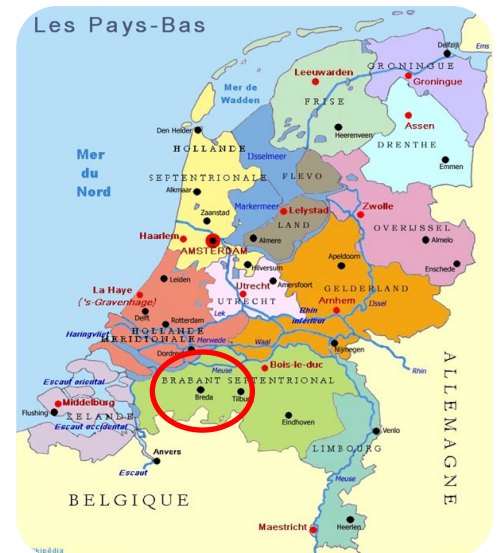 Les Pays-Bas
Delfzijl
Ems
GRONINGUE
Leeuwarden
Groningue
Mer de
Wadden
FRISE
Assen
Den Helder
Heerenveen
DRENTHE
HOLLANDE
IJsselmeer
Mer
du
Nord
Emmen
SEPTENTRIONALE
FLEVO
Alkmaar
Markermeer
Zwolle
Zaanstad
Lelystad
LAND
OVERIJSSEL
Haarlem
Almere
Almelo
AMSTERDAM
Apeldoorn
Hilversum
Enschede
Leiden
Utrecht
Amersfoort
La Haye
('s-Gravenhage)
GELDERLAND
UTRECHT
Arnhem
IJssel
Delft
Lek
Rhin
inférieur
Rotterdam
Haringvliet
HOLLANDE
MERIDIONALE
Merwede
Waal
Nijmegen
Dordrecht
Rhin
Meuse
Bois-le-duc
Escaut oriental
BRABANT SEPTENTRIONAL
Breda
Tilburg
Middelburg
Flushing
ZELANDE
Eindhoven
Escaut occidental
Venlo
Anvers
LIMBOURG
Escaut
Meuse
ALLEMAGNE
BELGIQUE
Maestricht
Heerlen